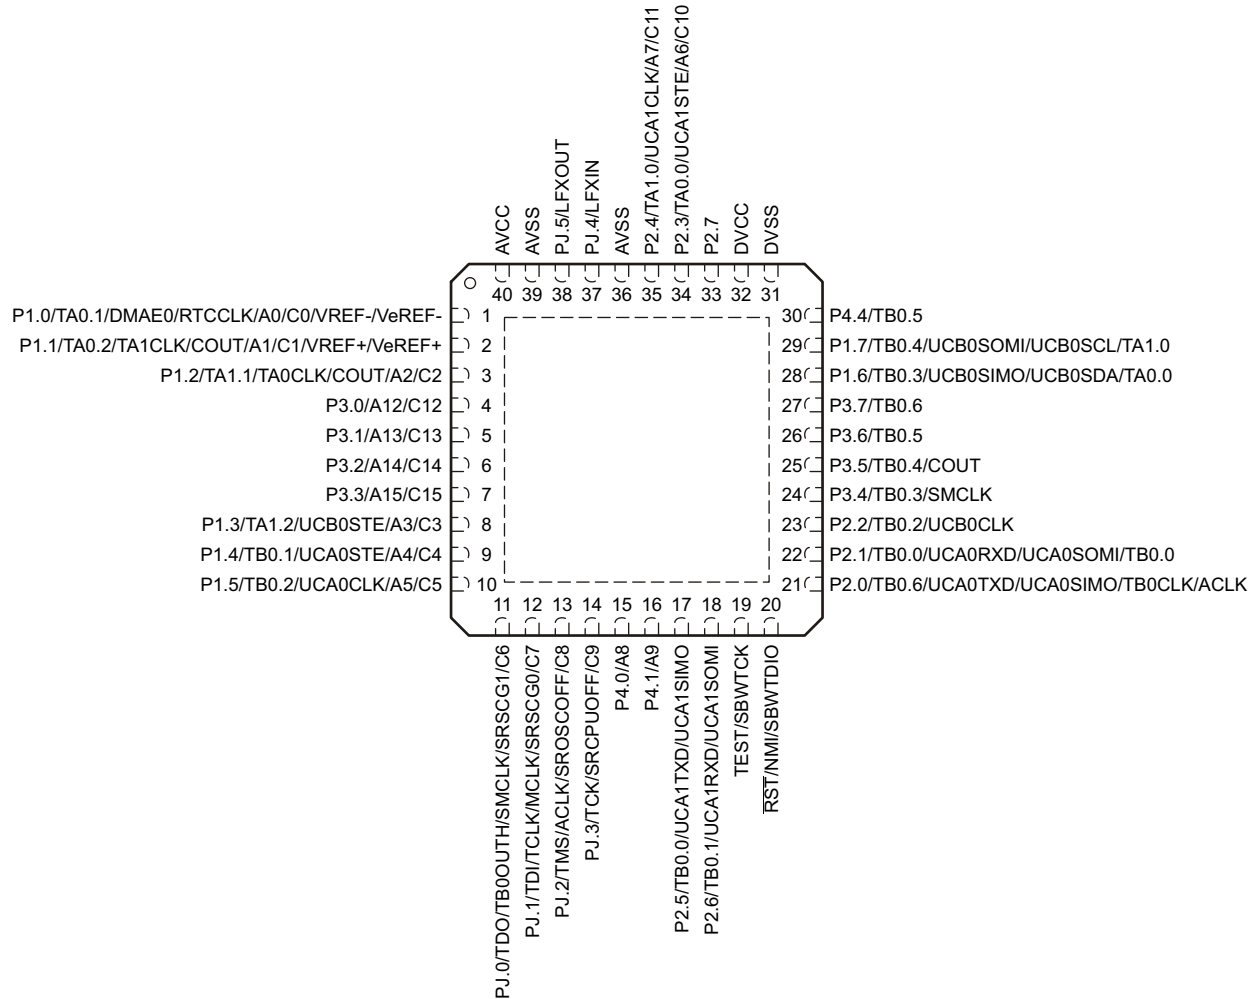 P2.4/TA1.0/UCA1CLK/A7/C11
P2.3/TA0.0/UCA1STE/A6/C10
AVCC
AVSS
PJ.5/LFXOUT
PJ.4/LFXIN
AVSS
P2.7
DVCC
DVSS
40 39 38 37 36 35 34 33 32 31
P1.0/TA0.1/DMAE0/RTCCLK/A0/C0/VREF-/VeREF- 1
P1.1/TA0.2/TA1CLK/COUT/A1/C1/VREF+/VeREF+ 2
P1.2/TA1.1/TA0CLK/COUT/A2/C2 3
P3.0/A12/C12 4
P3.1/A13/C13 5
P3.2/A14/C14 6
P3.3/A15/C15 7
P1.3/TA1.2/UCB0STE/A3/C3 8
P1.4/TB0.1/UCA0STE/A4/C4 9
P1.5/TB0.2/UCA0CLK/A5/C5 10
30 P4.4/TB0.5
29 P1.7/TB0.4/UCB0SOMI/UCB0SCL/TA1.0
28 P1.6/TB0.3/UCB0SIMO/UCB0SDA/TA0.0
27 P3.7/TB0.6
26 P3.6/TB0.5
25 P3.5/TB0.4/COUT
24 P3.4/TB0.3/SMCLK
23 P2.2/TB0.2/UCB0CLK
22 P2.1/TB0.0/UCA0RXD/UCA0SOMI/TB0.0
21 P2.0/TB0.6/UCA0TXD/UCA0SIMO/TB0CLK/ACLK
11 12 13 14 15 16 17 18 19 20
PJ.0/TDO/TB0OUTH/SMCLK/SRSCG1/C6
PJ.1/TDI/TCLK/MCLK/SRSCG0/C7
PJ.2/TMS/ACLK/SROSCOFF/C8
PJ.3/TCK/SRCPUOFF/C9
P4.0/A8
P4.1/A9
P2.5/TB0.0/UCA1TXD/UCA1SIMO
P2.6/TB0.1/UCA1RXD/UCA1SOMI
TEST/SBWTCK
RST/NMI/SBWTDIO